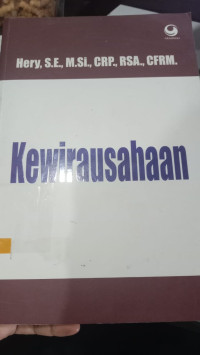 Hery, S.E., M.Si., CRP., RSA., CFRM.
Kewirausahaan